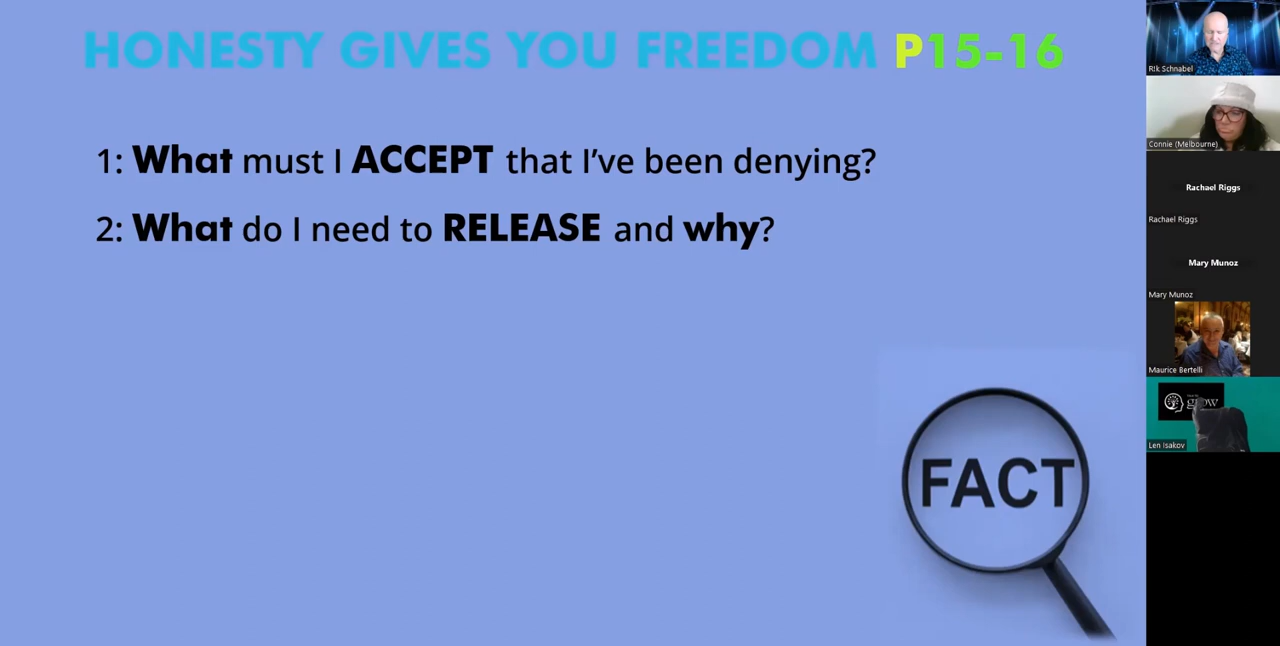 HONESTY GIVES YOU FREEDOM P15-16
1: What must I ACCEPT that I’ve been denying?
2: What do I need to RELEASE and why?
FACT
Rik Schnabel
Connie (Melbourne)
Rachael Riggs
Rachael Riggs
Mary Munoz
Mary Munoz
Maurice Bertelli
grow
Len Isakov